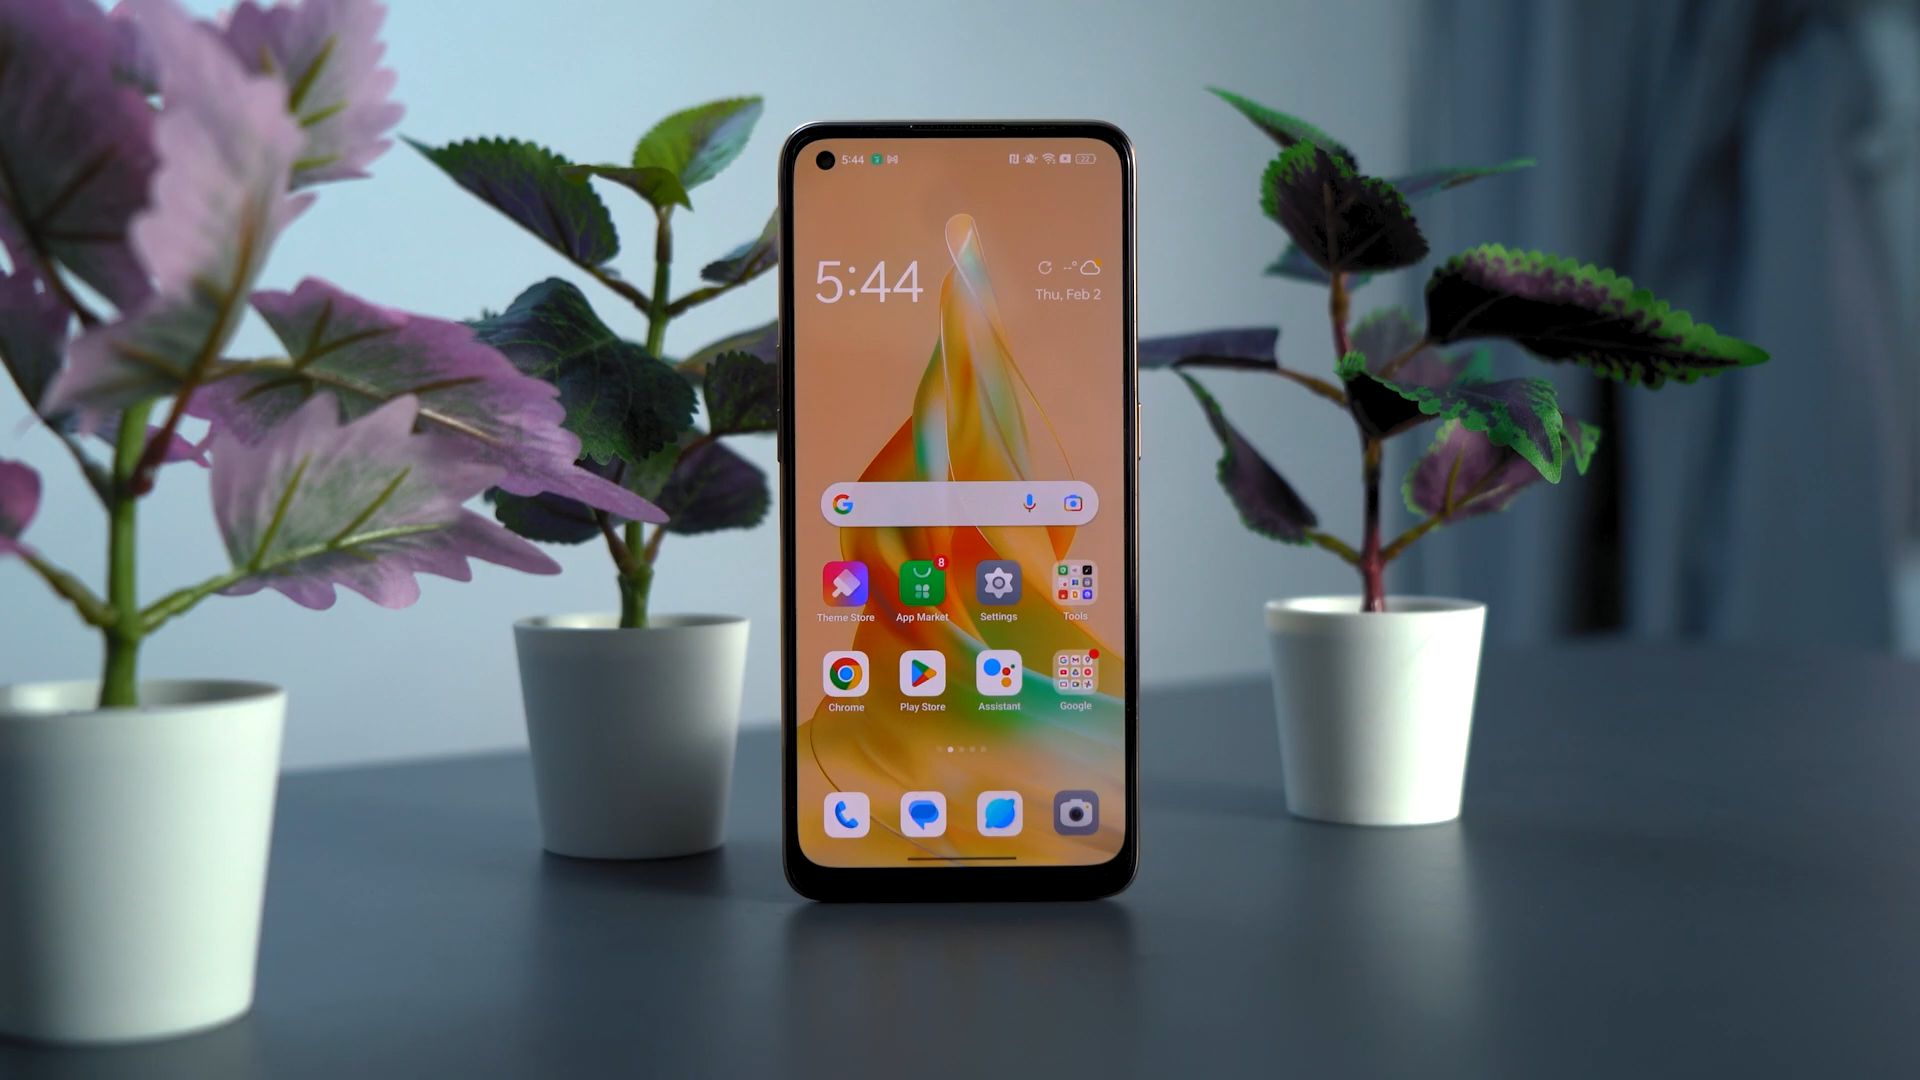 5:44
22
5:44
--°
Thu, Feb 2
8
Theme Store
App Market
Settings
Tools
Chrome
Play Store
Assistant
Google